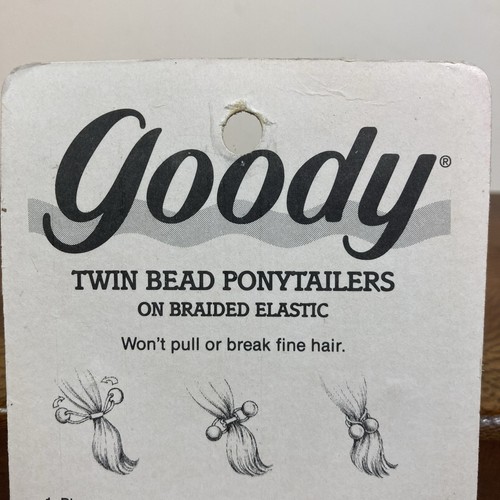 goody®
TWIN BEAD PONYTAILERS
ON BRAIDED ELASTIC
Won't pull or break fine hair.